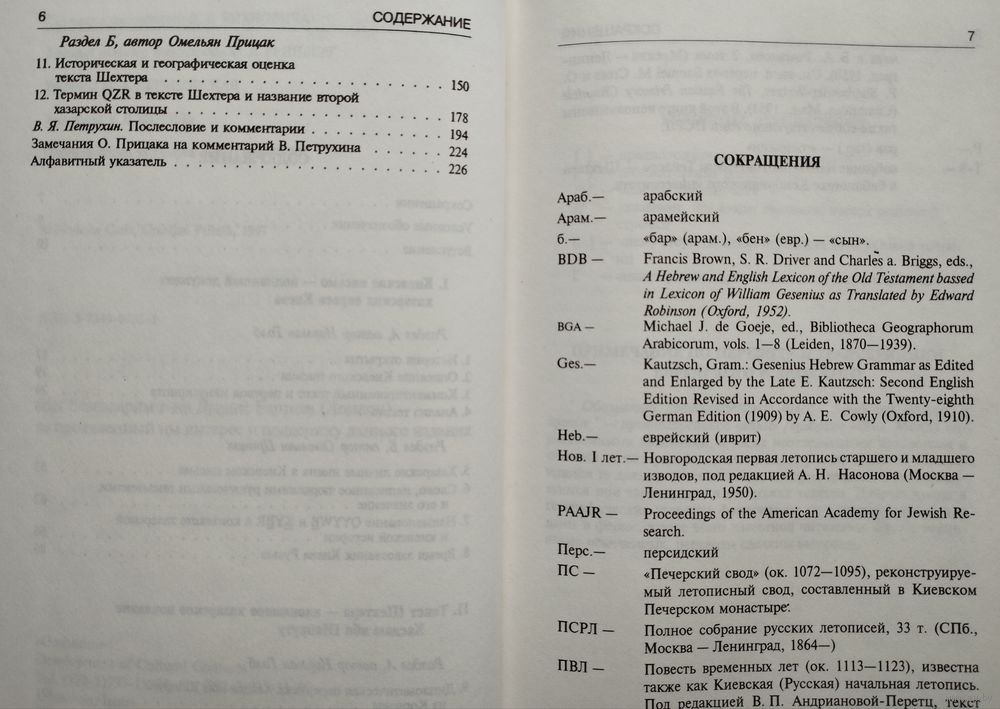 6 СОДЕРЖАНИЕ
Раздел Б, автор Омельян Прицак
11. Историческая и географическая оценка
текста Шехтера . . . . . . . . . . . . . . . . . . . . 150
12. Термин QZR в тексте Шехтера и название второй
хазарской столицы . . . . . . . . . . . . . . . . . . . 178
В. Я. Петрухин. Послесловие и комментарии . . . . . . . . . . 194
Замечания О. Прицака на комментарий В. Петрухина . . . . . . 224
Алфавитный указатель . . . . . . . . . . . . . . . . . . . 226
7
СОКРАЩЕНИЯ
Араб.— арабский
Арам.— арамейский
б.— «бар» (арам.), «бен» (евр.) — «сын».
BDB — Francis Brown, S. R. Driver and Charles a. Briggs, eds.,
A Hebrew and English Lexicon of the Old Testament bassed
in Lexicon of William Gesenius as Translated by Edward
Robinson (Oxford, 1952).
BGA — Michael J. de Goeje, ed., Bibliotheca Geographorum
Arabicorum, vols. 1—8 (Leiden, 1870—1939).
Ges.— Kautzsch, Gram.: Gesenius Hebrew Grammar as Edited
and Enlarged by the Late E. Kautzsch: Second English
Edition Revised in Accordance with the Twenty-eighth
German Edition (1909) by A. E. Cowly (Oxford, 1910).
Heb.— еврейский (иврит)
Нов. I лет.— Новгородская первая летопись старшего и младшего
изводов, под редакцией А. Н. Насонова (Москва —
Ленинград, 1950).
PAAJR — Proceedings of the American Academy for Jewish Re-
search.
Перс.— персидский
ПС — «Печерский свод» (ок. 1072—1095), реконструируе-
мый летописный свод, составленный в Киевском
Печерском монастыре.
ПСРЛ — Полное собрание русских летописей, 33 т. (СПб.,
Москва — Ленинград, 1864—)
ПВЛ — Повесть временных лет (ок. 1113—1123), известна
также как Киевская (Русская) начальная летопись.
Под редакцией В. П. Андриановой-Перетц, текст